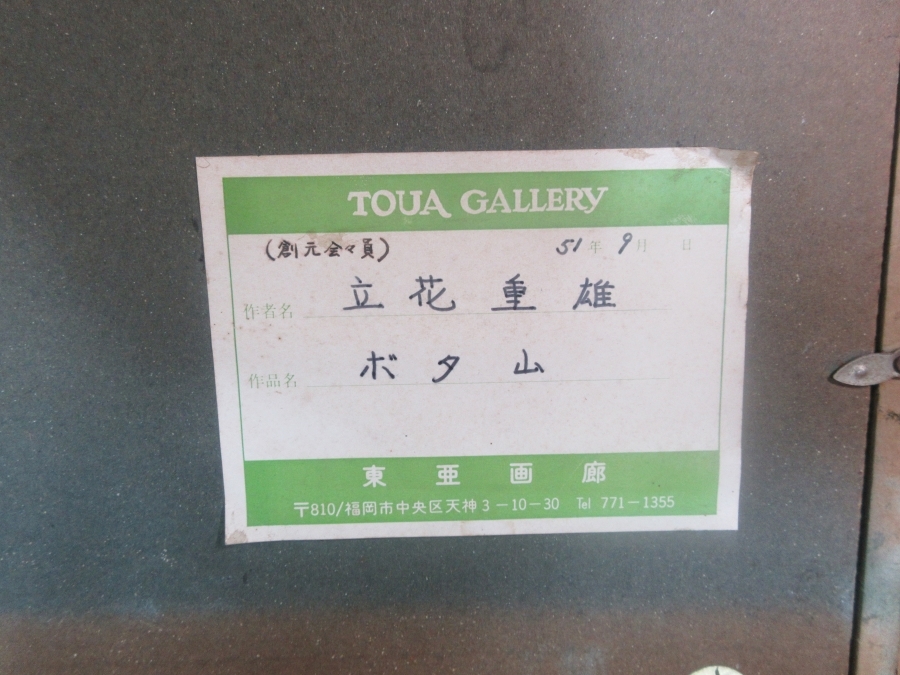 TOUA GALLERY
(創元会々員) 51年 9月 日
作者名 立花 重雄
作品名 ボタ山
東亜画廊
〒810/福岡市中央区天神3-10-30 Tel 771-1355